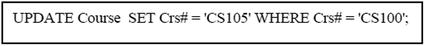 UPDATE Course  SET Crs# = 'CS105' WHERE Crs# = 'CS100';